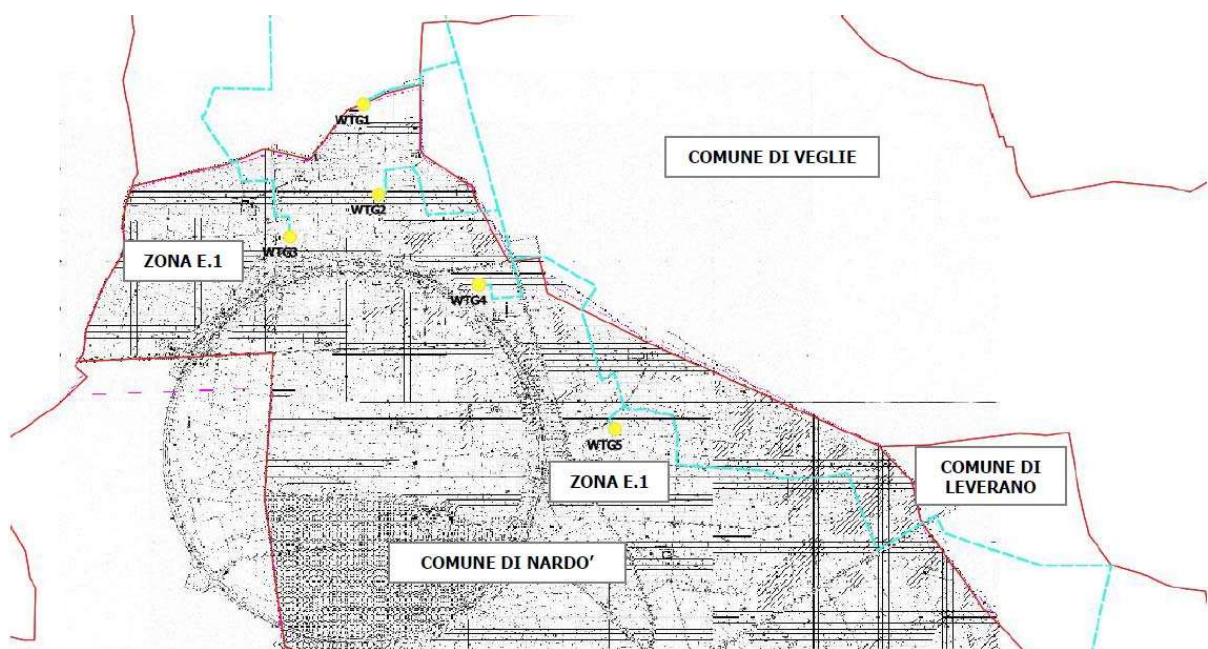 WTG1
COMUNE DI VEGLIE
WTG2
WTG3
ZONA E.1
WTG4
WTG5
COMUNE DI
LEVERANO
ZONA E.1
COMUNE DI NARDO’